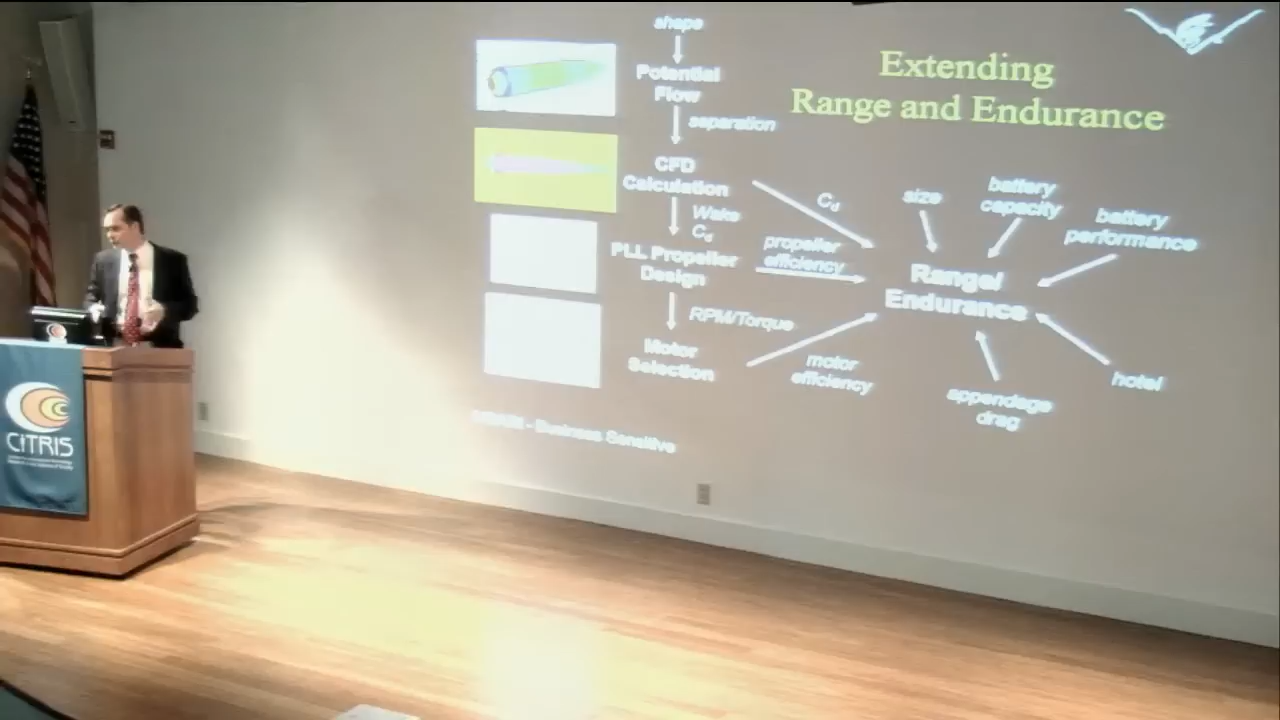 Extending
Range and Endurance
shape
Potential
Flow
separation
CFD
Calculation
Wake
Cd
PLL Propeller
Design
RPM/Torque
Motor
Selection
Cd
propeller
efficiency
motor
efficiency
size
battery
capacity
battery
performance
Range/
Endurance
appendage
drag
hotel
- Business Sensitive
CiTRIS